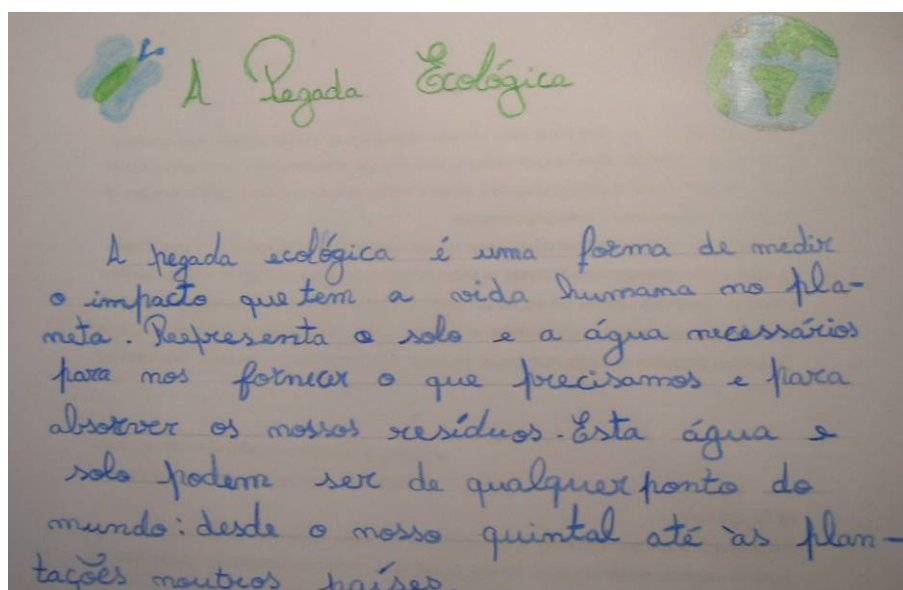 A Pegada Ecológica
A pegada ecológica é uma forma de medir
o impacto que tem a vida humana no pla-
neta. Reepresenta o solo e a água necessários
para nos fornecer o que precisamos e para
absorver os nossos resíduos. Esta água e
solo podem ser de qualquer ponto do
mundo: desde o nosso quintal até às plan-
tações noutros países.